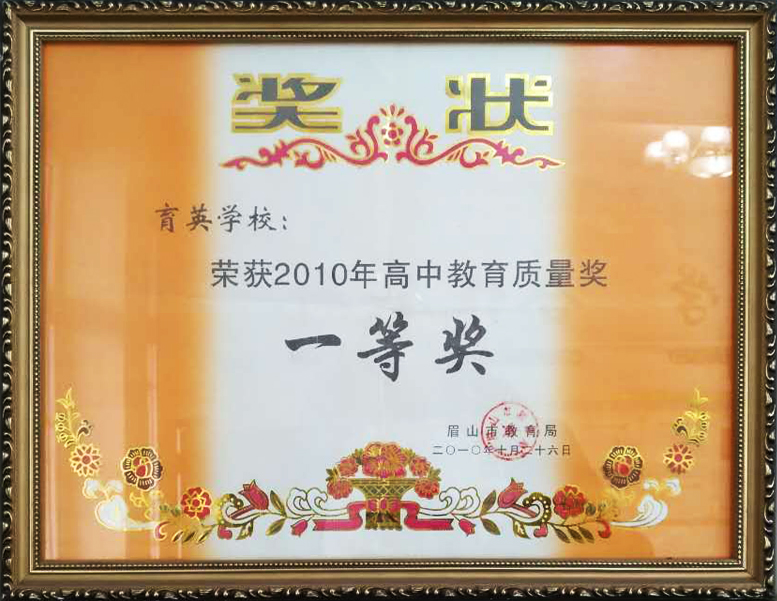 奖状
育英学校：
荣获2010年高中教育质量奖
一等奖
眉山市教育局
二〇一〇年十月二十六日